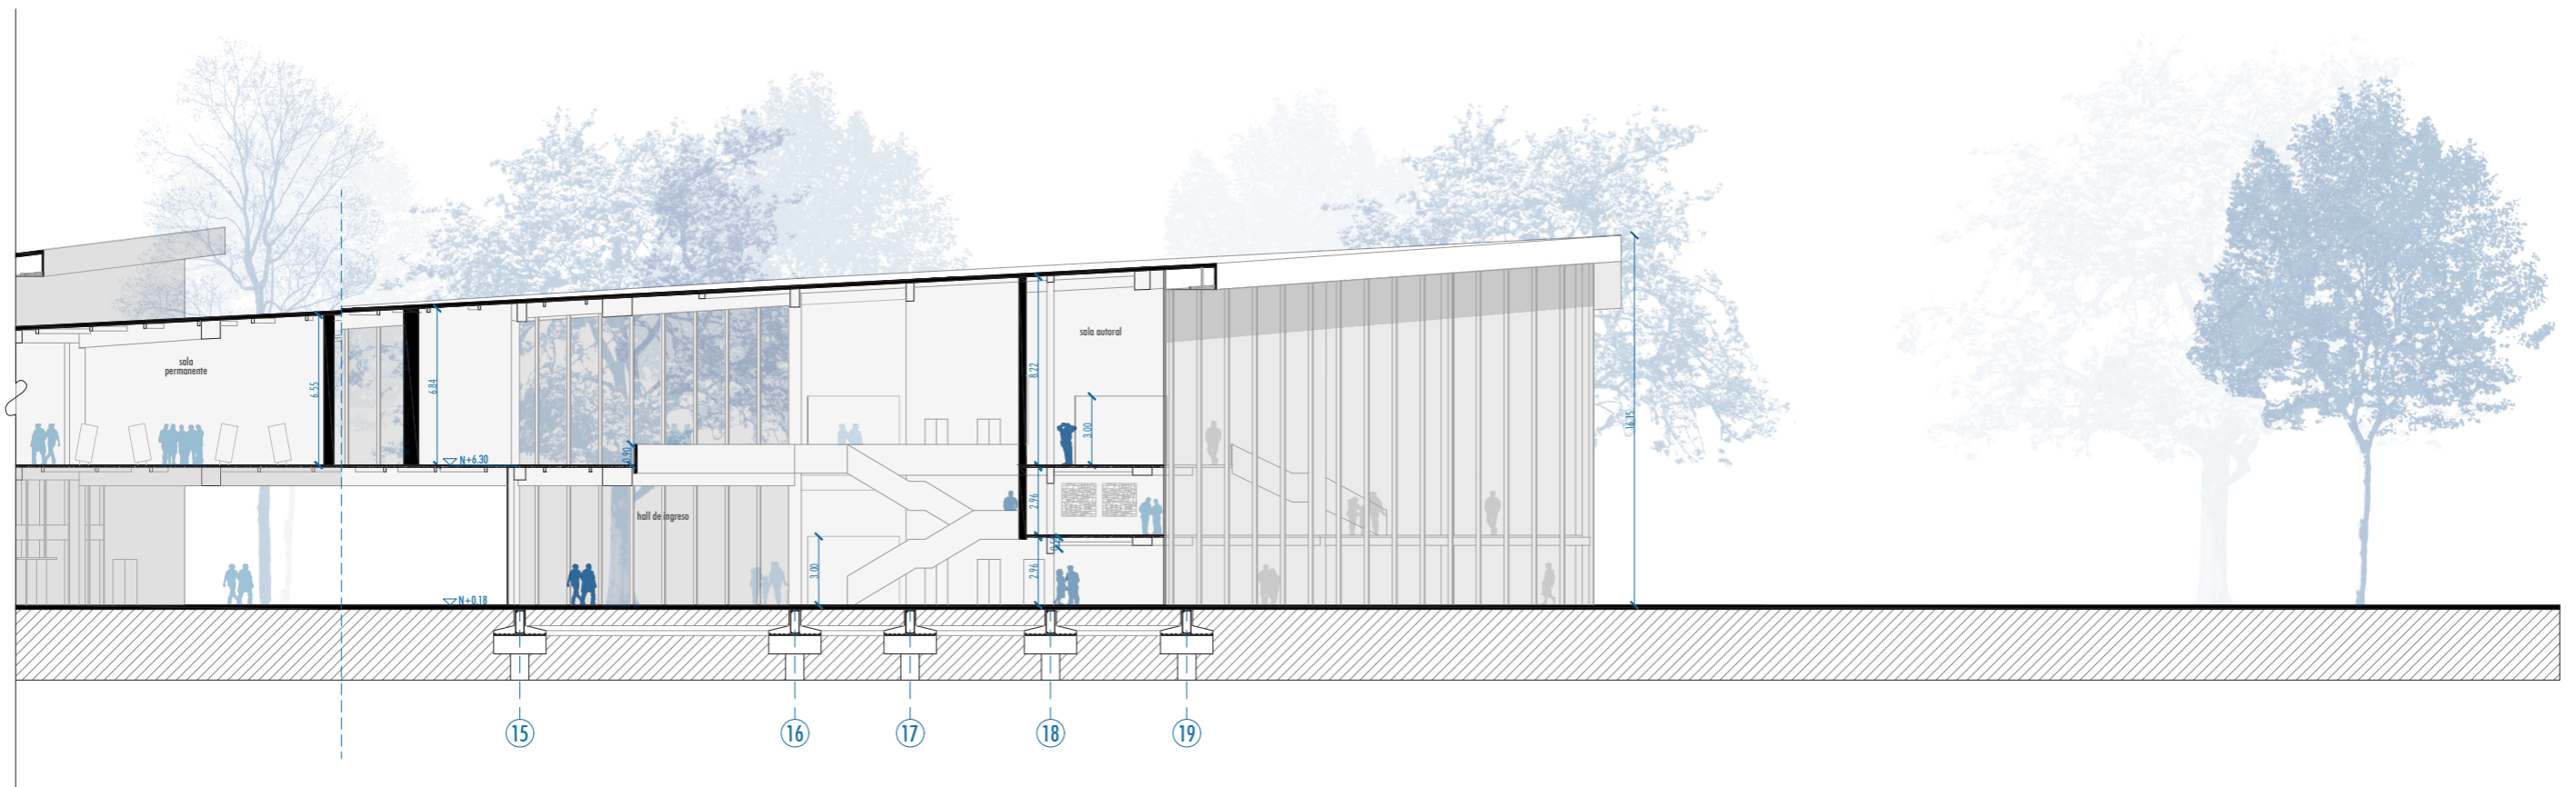 sala autoral
sala
permanente
8.22
6.55
6.84
16.15
3.00
0.90
N+6.30
2.96
hall de ingreso
3.00
2.96
N+0.18
15
16
17
18
19